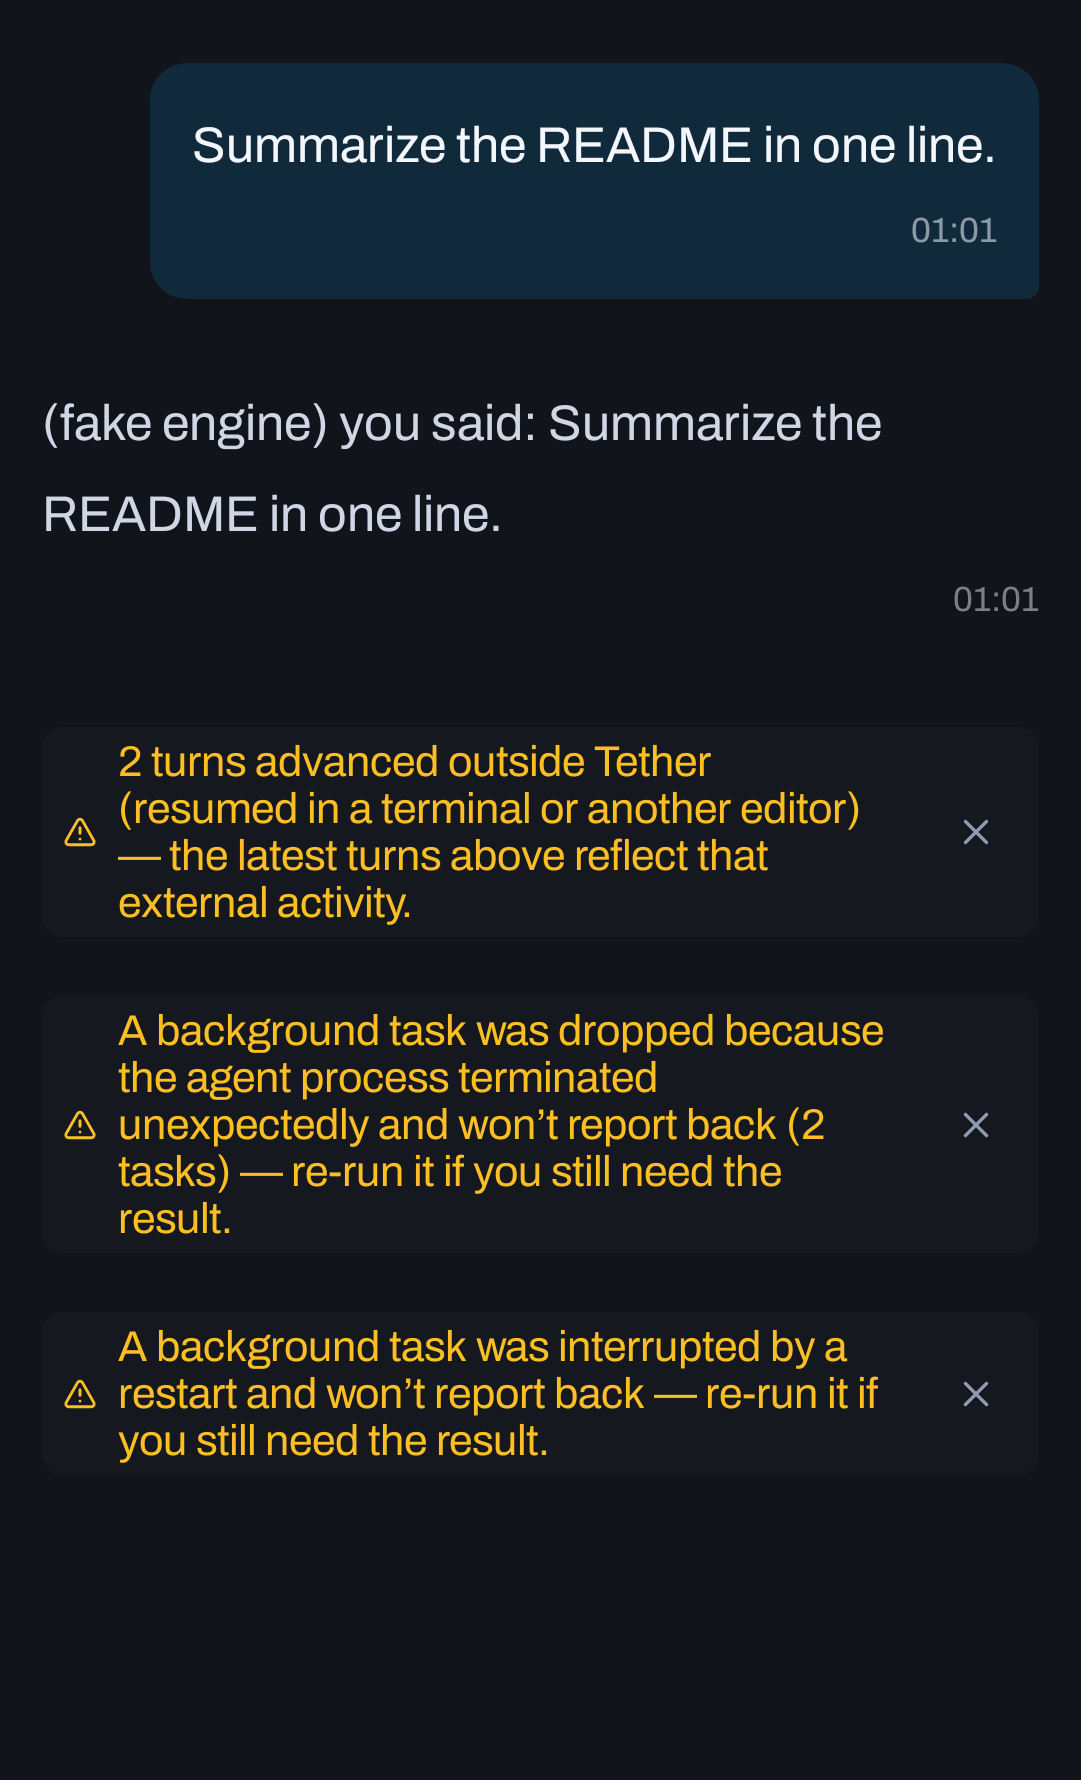 Summarize the README in one line.
01:01
(fake engine) you said: Summarize the
README in one line.
01:01
2 turns advanced outside Tether
(resumed in a terminal or another editor)
— the latest turns above reflect that
external activity.
A background task was dropped because
the agent process terminated
unexpectedly and won’t report back (2
tasks) — re-run it if you still need the
result.
A background task was interrupted by a
restart and won’t report back — re-run it if
you still need the result.